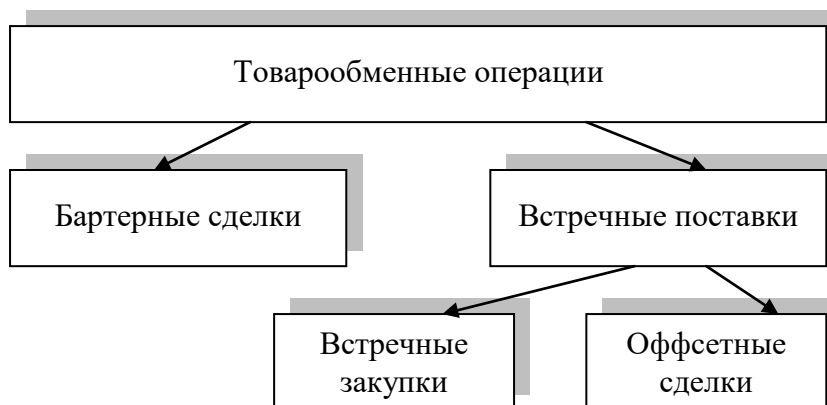 Товарообменные операции
Бартерные сделки
Встречные поставки
Встречные
закупки
Оффсетные
сделки